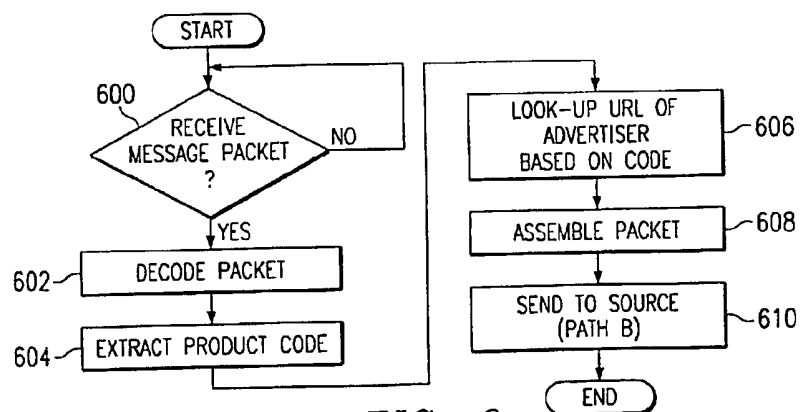 START
600
RECEIVE
MESSAGE PACKET
?
NO
YES
602
DECODE PACKET
604
EXTRACT PRODUCT CODE
LOOK-UP URL OF
ADVERTISER
BASED ON CODE
606
ASSEMBLE PACKET
608
SEND TO SOURCE
(PATH B)
610
END